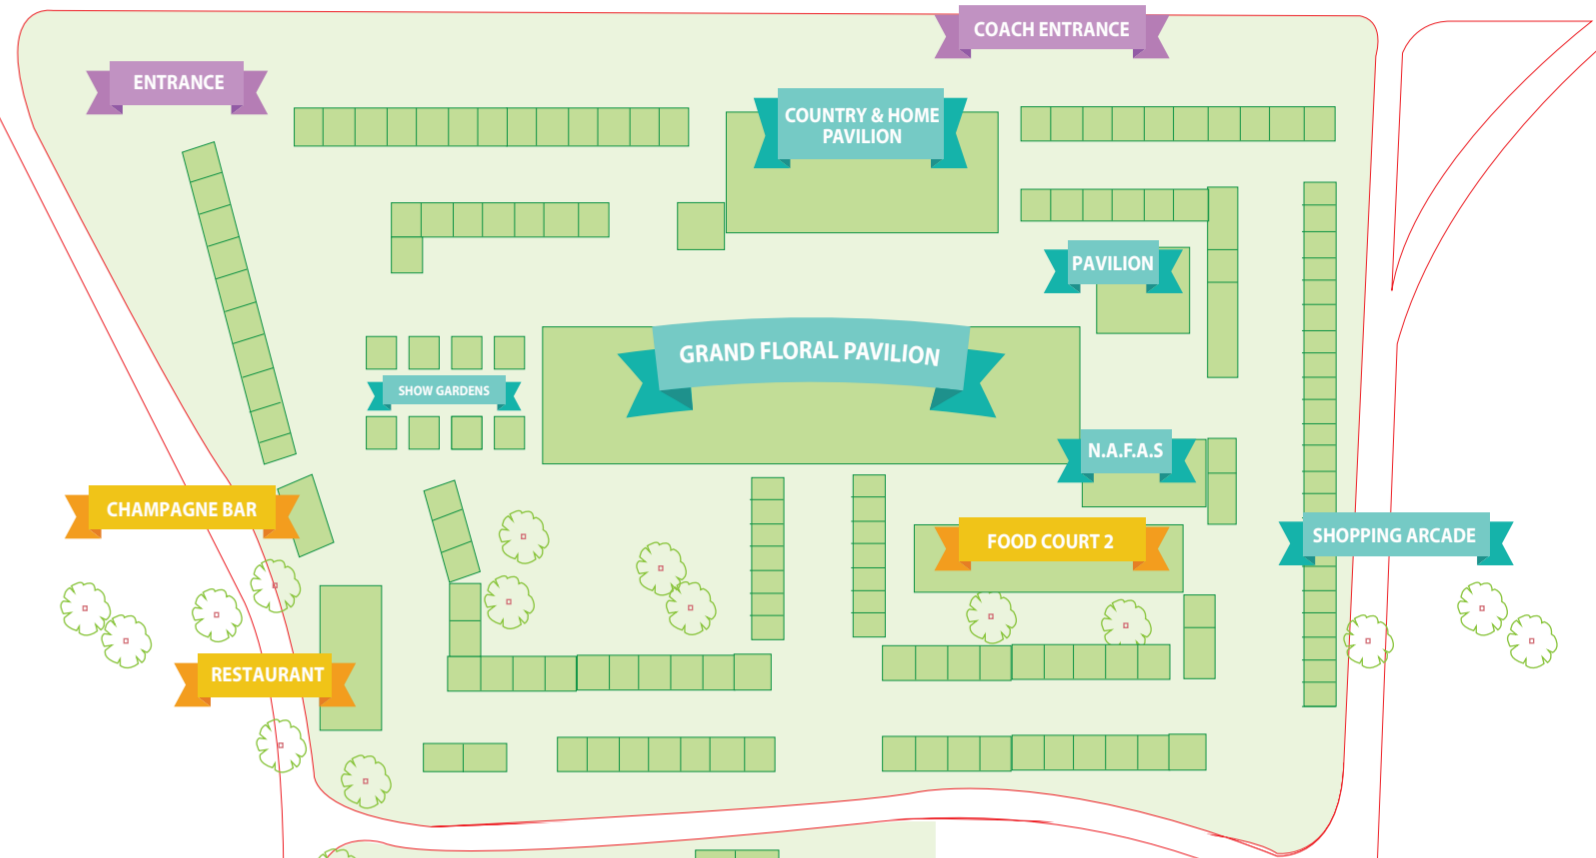 COACH ENTRANCE
ENTRANCE
COUNTRY & HOME
PAVILION
PAVILION
GRAND FLORAL PAVILION
SHOW GARDENS
N.A.F.A.S
CHAMPAGNE BAR
FOOD COURT 2
SHOPPING ARCADE
RESTAURANT